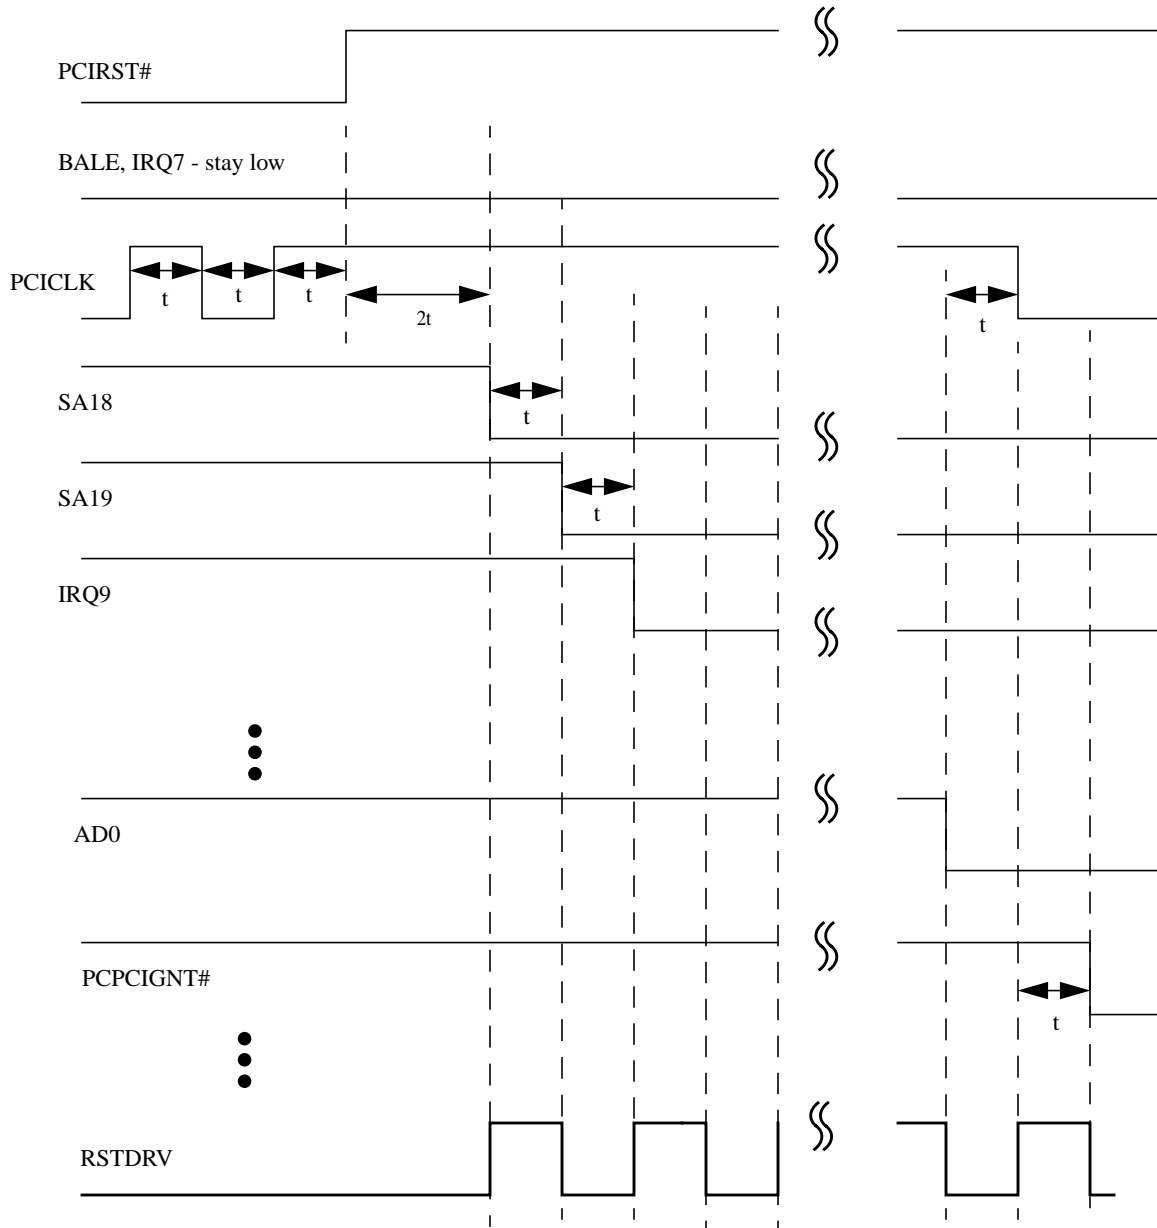 PCIRST#
BALE, IRQ7 - stay low
PCICLK
t
t
t
2t
t
SA18
t
SA19
t
IRQ9
AD0
PCPCIGNT#
t
RSTDRV